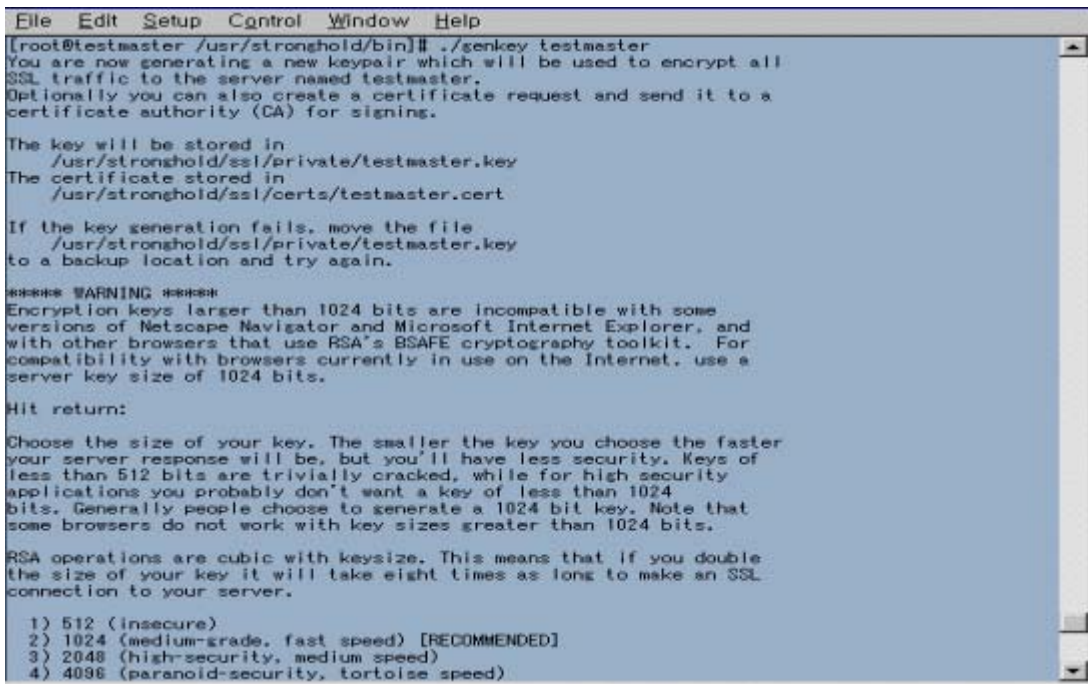 File Edit Setup Control Window Help
[root@testmaster /usr/stronghold/bin]# ./genkey testmaster
You are now generating a new keypair which will be used to encrypt all
SSL traffic to the server named testmaster.
Optionally you can also create a certificate request and send it to a
certificate authority (CA) for signing.
The key will be stored in
/usr/stronghold/ssl/private/testmaster.key
The certificate stored in
/usr/stronghold/ssl/certs/testmaster.cert
If the key generation fails, move the file
/usr/stronghold/ssl/private/testmaster.key
to a backup location and try again.
***** WARNING *****
Encryption keys larger than 1024 bits are incompatible with some
versions of Netscape Navigator and Microsoft Internet Explorer, and
with other browsers that use RSA's BSAFE cryptography toolkit. For
compatibility with browsers currently in use on the Internet, use a
server key size of 1024 bits.
Hit return:
Choose the size of your key. The smaller the key you choose the faster
your server response will be, but you'll have less security. Keys of
less than 512 bits are trivially cracked, while for high security
applications you probably don't want a key of less than 1024
bits. Generally people choose to generate a 1024 bit key. Note that
some browsers do not work with key sizes greater than 1024 bits.
RSA operations are cubic with keysize. This means that if you double
the size of your key it will take eight times as long to make an SSL
connection to your server.
1) 512 (insecure)
2) 1024 (medium-grade, fast speed) [RECOMMENDED]
3) 2048 (high-security, medium speed)
4) 4096 (paranoid-security, tortoise speed)